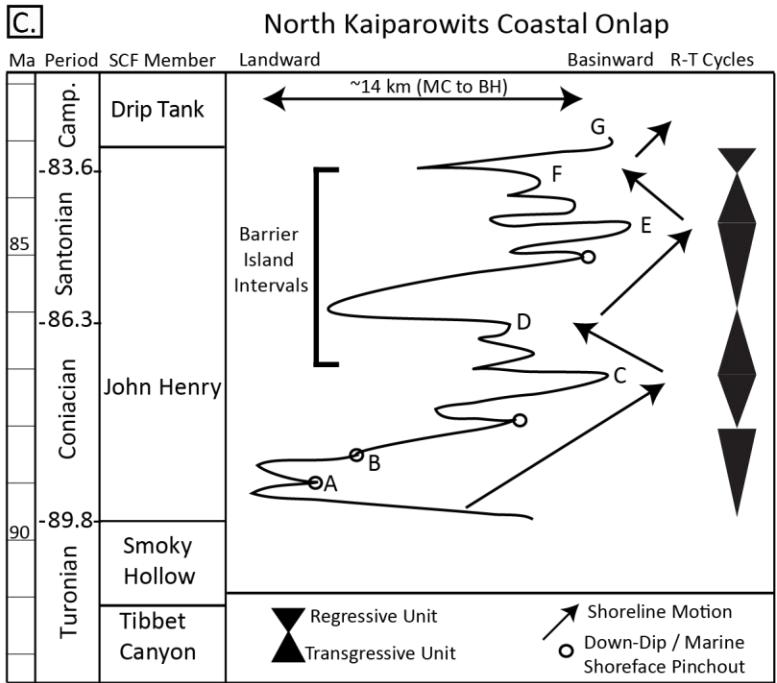 C.
North Kaiparowits Coastal Onlap
Ma Period SCF Member Landward Basinward R-T Cycles
~14 km (MC to BH)
Camp.
Drip Tank
G
-83.6
F
Santonian
Barrier
Island
Intervals
E
85
-86.3
D
John Henry
C
Coniacian
B
A
-89.8
90
Turonian
Smoky
Hollow
Tibbet
Canyon
Regressive Unit
Transgressive Unit
Shoreline Motion
Down-Dip / Marine
Shoreface Pinchout